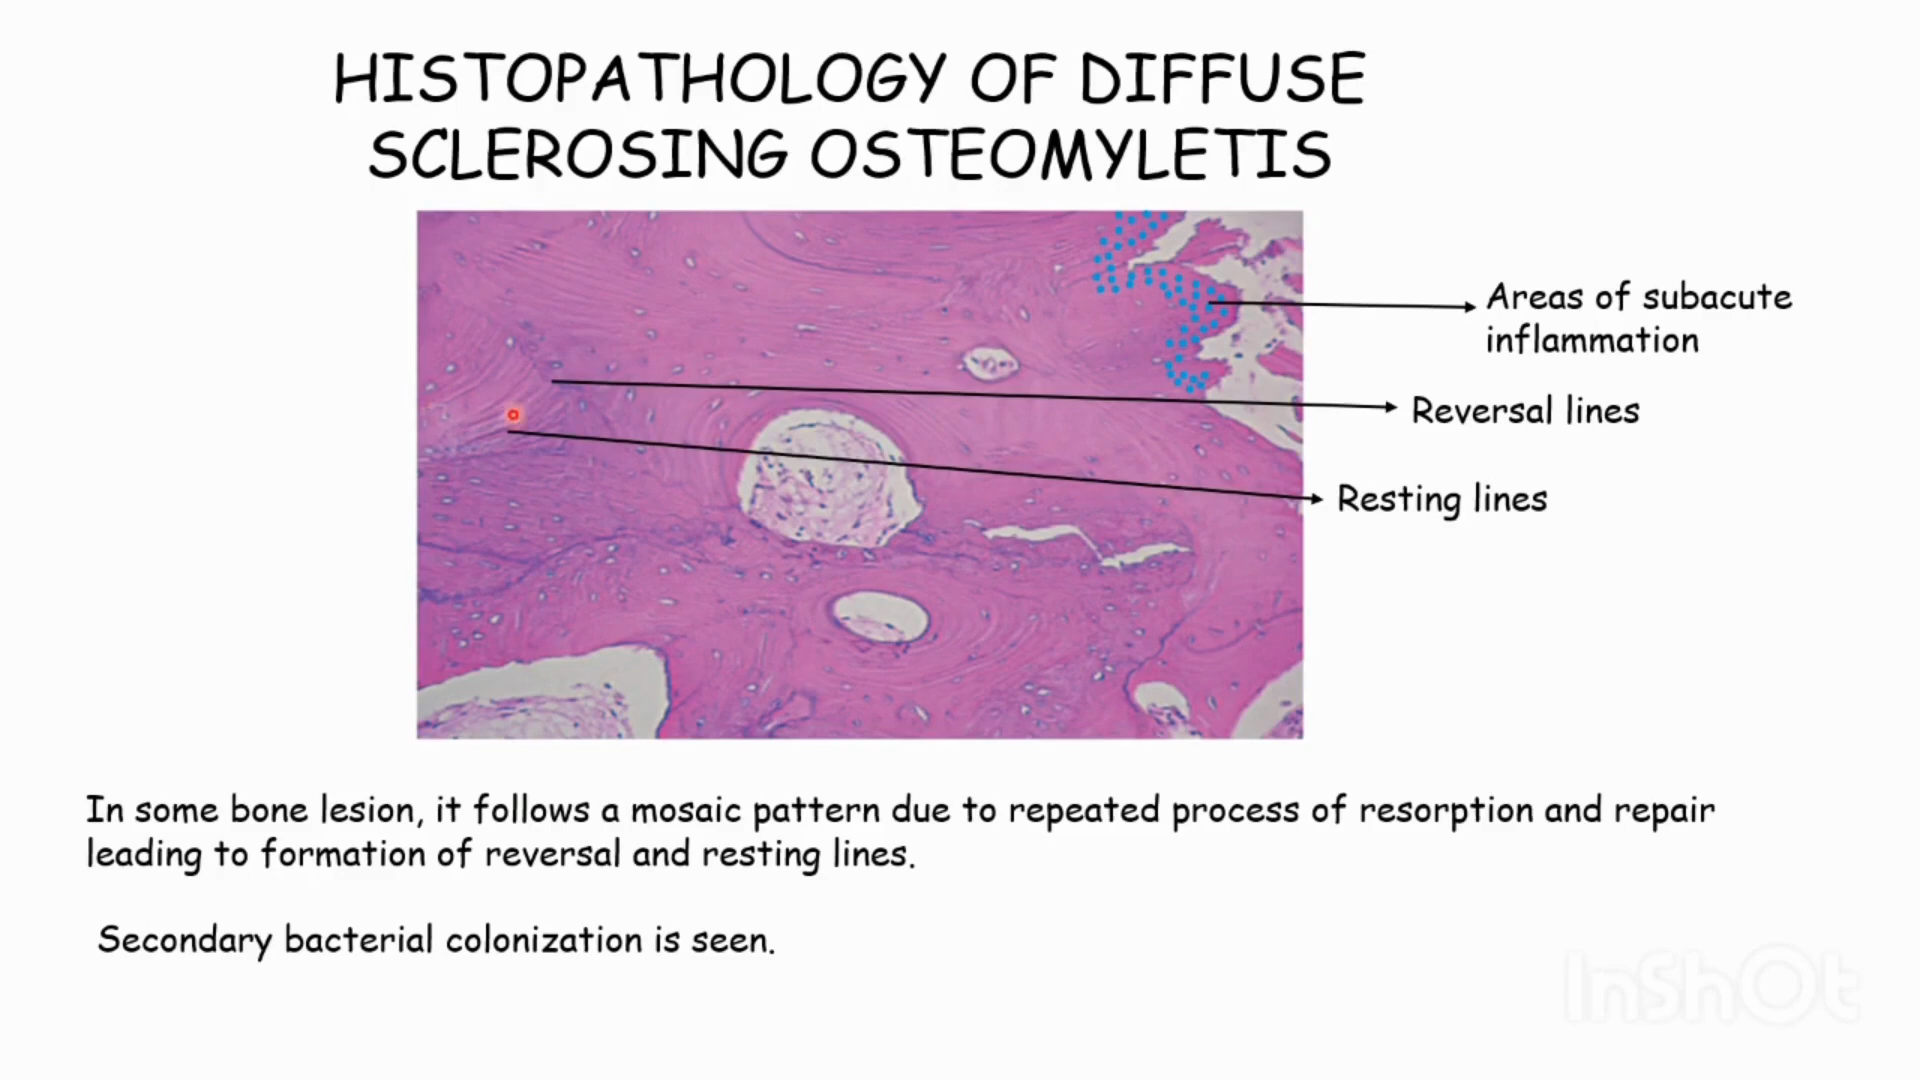 HISTOPATHOLOGY OF DIFFUSE
SCLEROSING OSTEOMYLETIS
Areas of subacute
inflammation
Reversal lines
Resting lines
In some bone lesion, it follows a mosaic pattern due to repeated process of resorption and repair
leading to formation of reversal and resting lines.
Secondary bacterial colonization is seen.
InShOt